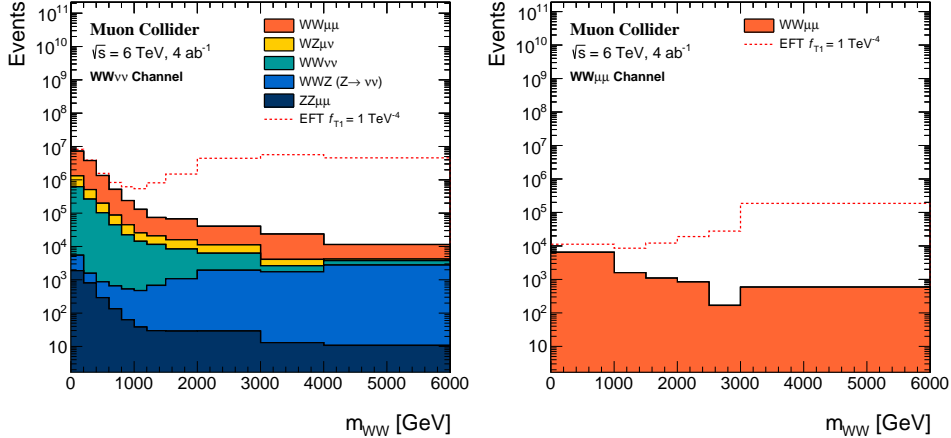 Events
10¹¹
10¹⁰
10⁹
10⁸
10⁷
10⁶
10⁵
10⁴
10³
10²
10
Muon Collider
√s = 6 TeV, 4 ab⁻¹
WWνν Channel
WWμμ
WZμν
WWνν
WWZ (Z→ νν)
ZZμμ
EFT f_T1 = 1 TeV⁻⁴
0 1000 2000 3000 4000 5000 6000
m_WW [GeV]
Events
10¹¹
10¹⁰
10⁹
10⁸
10⁷
10⁶
10⁵
10⁴
10³
10²
10
Muon Collider
√s = 6 TeV, 4 ab⁻¹
WWμμ Channel
WWμμ
EFT f_T1 = 1 TeV⁻⁴
0 1000 2000 3000 4000 5000 6000
m_WW [GeV]